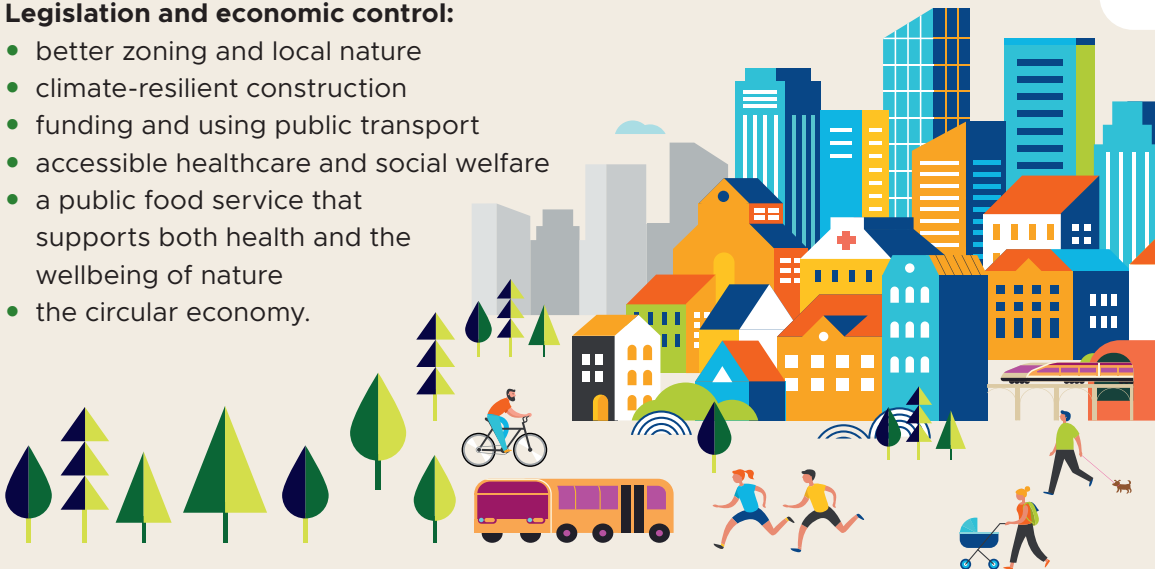 Legislation and economic control:
• better zoning and local nature
• climate-resilient construction
• funding and using public transport
• accessible healthcare and social welfare
• a public food service that
supports both health and the
wellbeing of nature
• the circular economy.